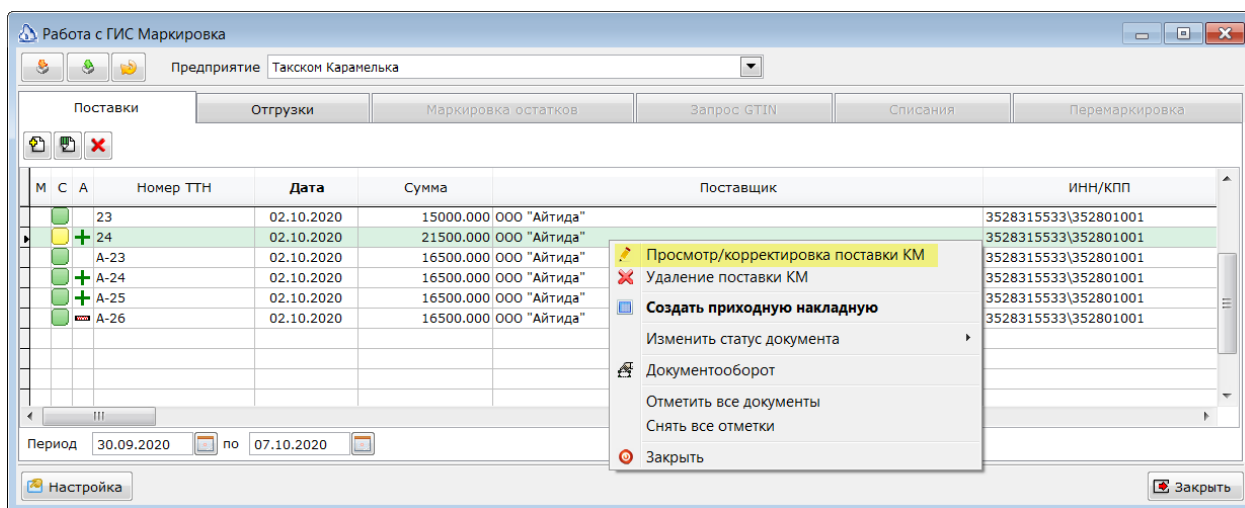 Работа с ГИС Маркировка
Предприятие Такском Карамелька
Поставки Отгрузки Маркировка остатков Запрос GTIN Списания Перемаркировка
М С А Номер ТТН Дата Сумма Поставщик ИНН/КПП
23 02.10.2020 15000.000 ООО "Айтида" 3528315533\352801001
24 02.10.2020 21500.000 ООО "Айтида" 3528315533\352801001
А-23 02.10.2020 16500.000 ООО "Айтида" 3528315533\352801001
А-24 02.10.2020 16500.000 ООО "Айтида" 3528315533\352801001
А-25 02.10.2020 16500.000 ООО "Айтида" 3528315533\352801001
А-26 02.10.2020 16500.000 ООО "Айтида" 3528315533\352801001
Просмотр/корректировка поставки КМ
Удаление поставки КМ
Создать приходную накладную
Изменить статус документа
Документооборот
Отметить все документы
Снять все отметки
Закрыть
Период 30.09.2020 по 07.10.2020
Настройка Закрыть